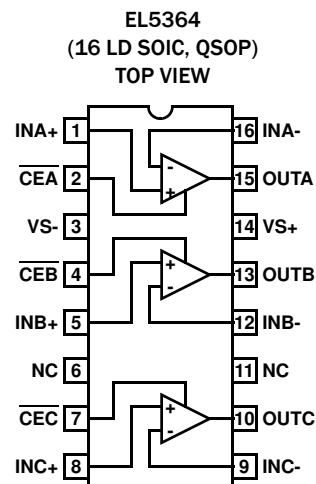 EL5364
(16 LD SOIC, QSOP)
TOP VIEW
INA+ 1 16 INA-
CEA 2 - + 15 OUTA
VS- 3 14 VS+
CEB 4 + - 13 OUTB
INB+ 5 12 INB-
NC 6 11 NC
CEC 7 + - 10 OUTC
INC+ 8 9 INC-